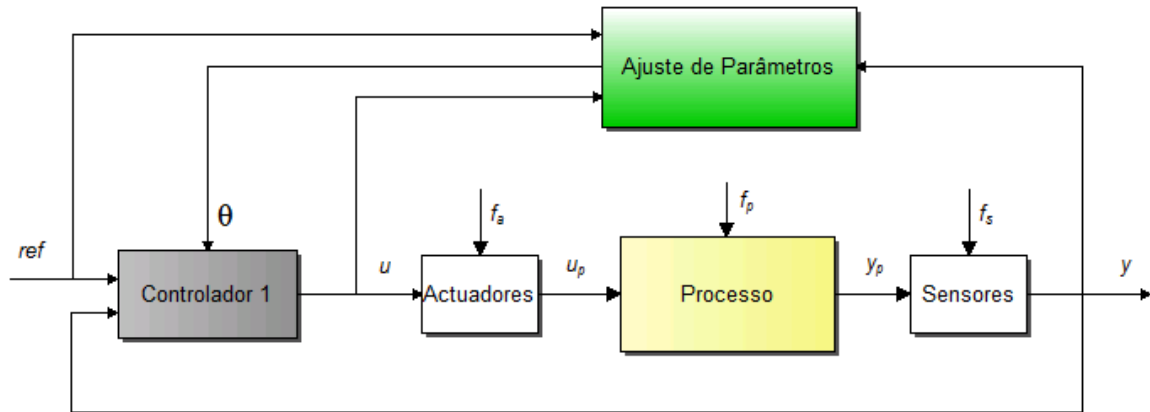 Ajuste de Parâmetros
θ
fa
fp
fs
ref
u
up
yp
y
Controlador 1
Actuadores
Processo
Sensores